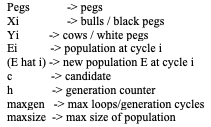 Pegs -> pegs
Xi -> bulls / black pegs
Yi -> cows / white pegs
Ei -> population at cycle i
(E hat i) -> new population E at cycle i
c -> candidate
h -> generation counter
maxgen -> max loops/generation cycles
maxsize -> max size of population